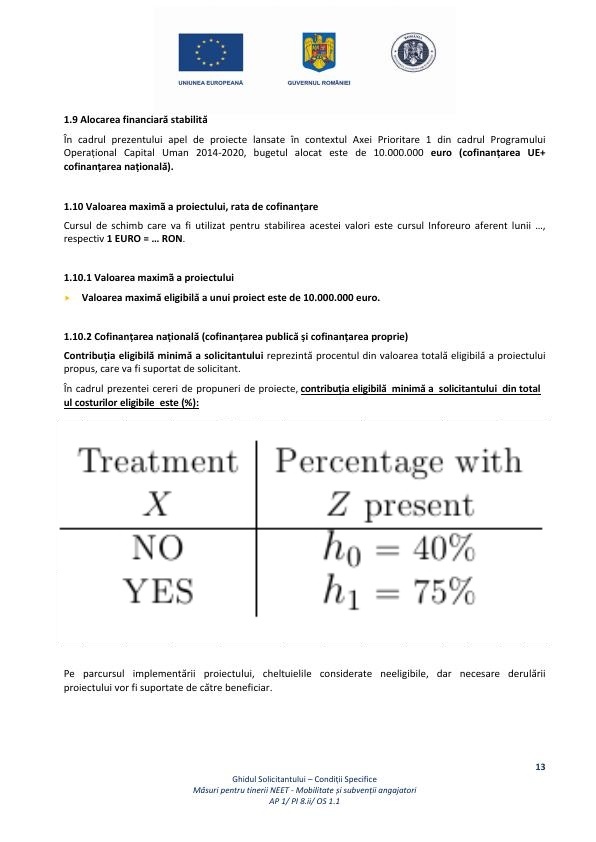 UNIUNEA EUROPEANĂ
GUVERNUL ROMÂNIEI
1.9 Alocarea financiară stabilită
În cadrul prezentului apel de proiecte lansate în contextul Axei Prioritare 1 din cadrul Programului
Operațional Capital Uman 2014-2020, bugetul alocat este de 10.000.000 euro (cofinanțarea UE+
cofinanțarea națională).
1.10 Valoarea maximă a proiectului, rata de cofinanțare
Cursul de schimb care va fi utilizat pentru stabilirea acestei valori este cursul Inforeuro aferent lunii ...,
respectiv 1 EURO = ... RON.
1.10.1 Valoarea maximă a proiectului
➤ Valoarea maximă eligibilă a unui proiect este de 10.000.000 euro.
1.10.2 Cofinanțarea națională (cofinanțarea publică și cofinanțarea proprie)
Contribuția eligibilă minimă a solicitantului reprezintă procentul din valoarea totală eligibilă a proiectului
propus, care va fi suportat de solicitant.
În cadrul prezentei cereri de propuneri de proiecte, contribuția eligibilă minimă a solicitantului din total
ul costurilor eligibile este (%):
Treatment Percentage with
X Z present
NO h0 = 40%
YES h1 = 75%
Pe parcursul implementării proiectului, cheltuielile considerate neeligibile, dar necesare derulării
proiectului vor fi suportate de către beneficiar.
13
Ghidul Solicitantului – Condiții Specifice
Măsuri pentru tinerii NEET - Mobilitate și subvenții angajatori
AP 1/ PI 8.ii/ OS 1.1